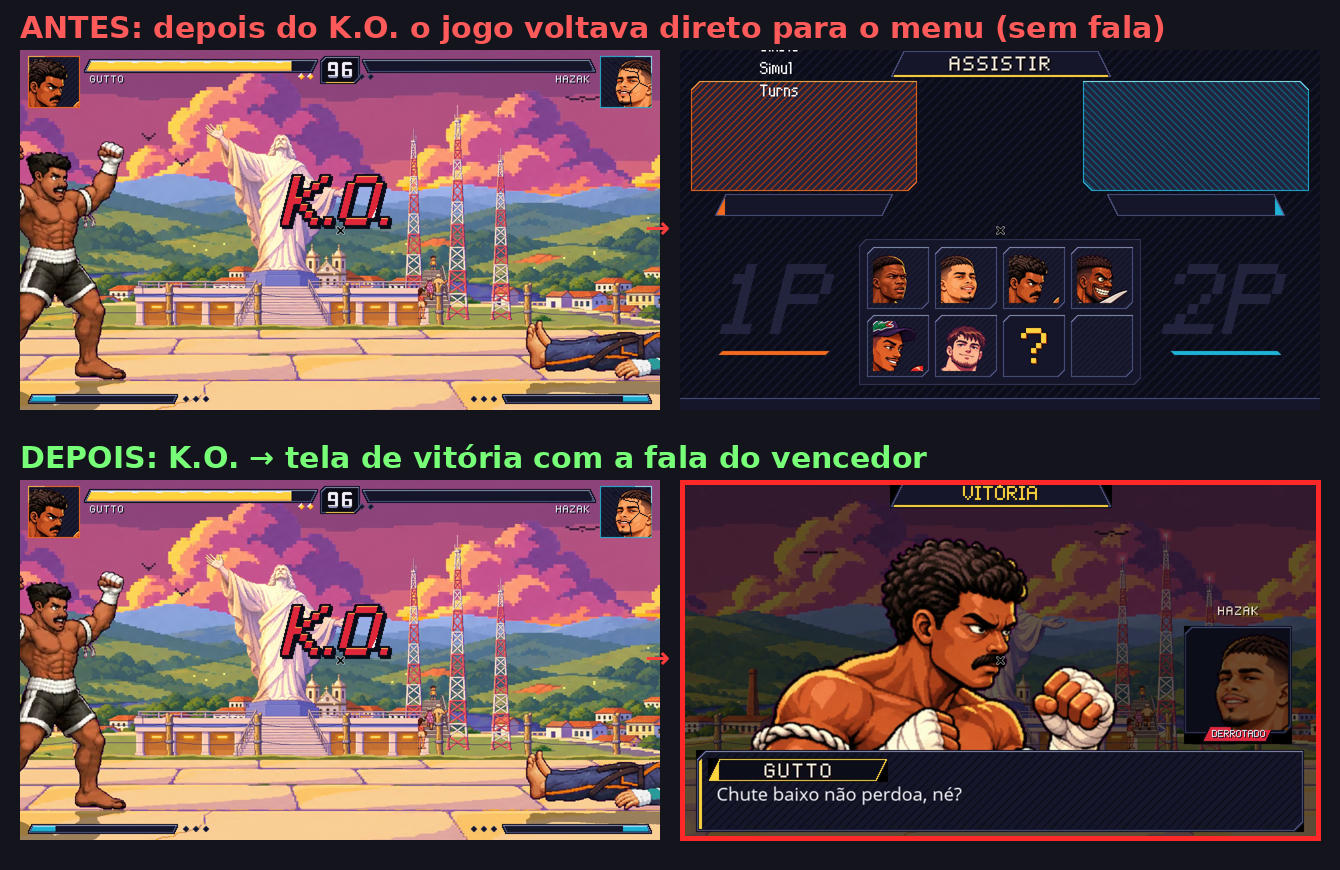 ANTES: depois do K.O. o jogo voltava direto para o menu (sem fala)
GUTTO
96
HAZAK
K.O.
→
Simul
Turns
ASSISTIR
1P
2P
?
DEPOIS: K.O. → tela de vitória com a fala do vencedor
GUTTO
96
HAZAK
K.O.
→
VITÓRIA
HAZAK
DERROTADO
GUTTO
Chute baixo não perdoa, né?